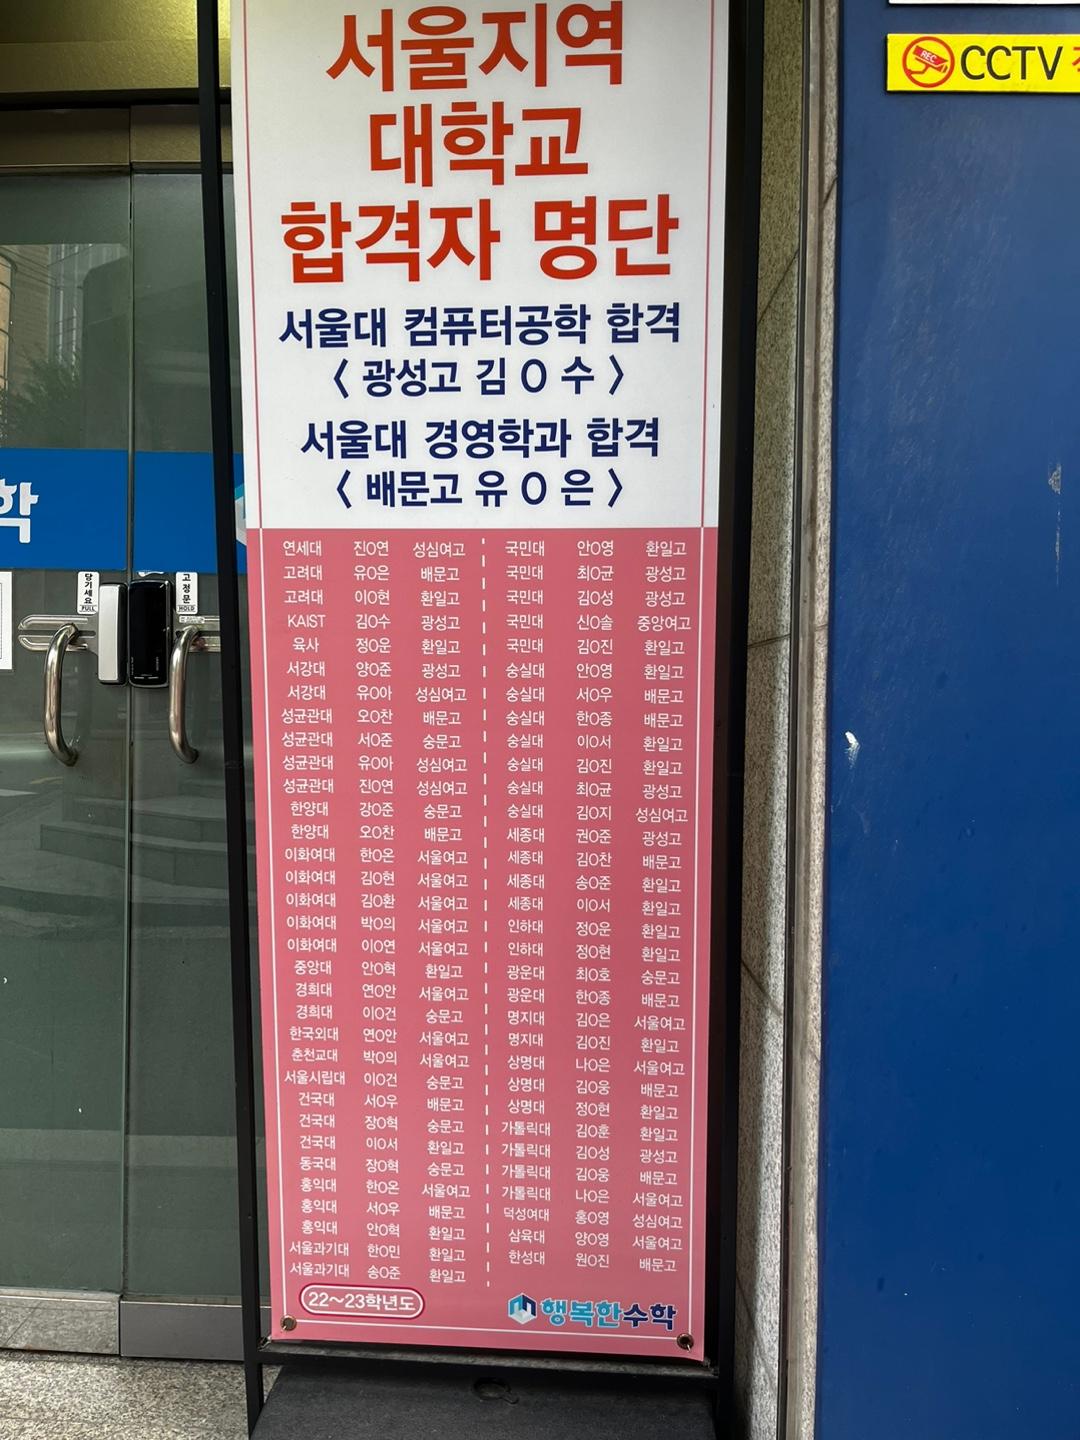 서울지역
대학교
합격자 명단
서울대 컴퓨터공학 합격
< 광성고 김 O 수 >
서울대 경영학과 합격
< 배문고 유 O 은 >
연세대 진O연 성심여고
고려대 유O은 배문고
고려대 이O현 환일고
KAIST 김O수 광성고
육사 정O운 환일고
서강대 양O준 광성고
서강대 유O아 성심여고
성균관대 오O찬 배문고
성균관대 서O준 숭문고
성균관대 유O아 성심여고
성균관대 진O연 성심여고
한양대 강O준 숭문고
한양대 오O찬 배문고
이화여대 한O온 서울여고
이화여대 김O현 서울여고
이화여대 김O환 서울여고
이화여대 박O의 서울여고
이화여대 이O연 서울여고
중앙대 안O혁 환일고
경희대 연O안 서울여고
경희대 이O건 숭문고
한국외대 연O안 서울여고
춘천교대 박O의 서울여고
서울시립대 이O건 숭문고
건국대 서O우 배문고
건국대 장O혁 숭문고
건국대 이O서 환일고
동국대 장O혁 숭문고
홍익대 한O온 서울여고
홍익대 서O우 배문고
홍익대 안O혁 환일고
서울과기대 한O민 환일고
서울과기대 송O준 환일고
국민대 안O영 환일고
국민대 최O균 광성고
국민대 김O성 광성고
국민대 신O솔 중앙여고
국민대 김O진 환일고
숭실대 안O영 환일고
숭실대 서O우 배문고
숭실대 한O종 배문고
숭실대 이O서 환일고
숭실대 김O진 환일고
숭실대 최O균 광성고
숭실대 김O지 성심여고
세종대 권O준 광성고
세종대 김O찬 배문고
세종대 송O준 환일고
세종대 이O서 환일고
인하대 정O운 환일고
인하대 정O현 환일고
광운대 최O호 숭문고
광운대 한O종 배문고
명지대 김O은 서울여고
명지대 김O진 환일고
상명대 나O은 서울여고
상명대 김O웅 배문고
상명대 정O현 환일고
가톨릭대 김O훈 환일고
가톨릭대 김O성 광성고
가톨릭대 김O웅 배문고
가톨릭대 나O은 서울여고
덕성여대 홍O영 성심여고
삼육대 양O영 서울여고
한성대 원O진 배문고
22~23학년도
행복한수학
REC CCTV
학
당기세요
PULL
고정문
HOLD